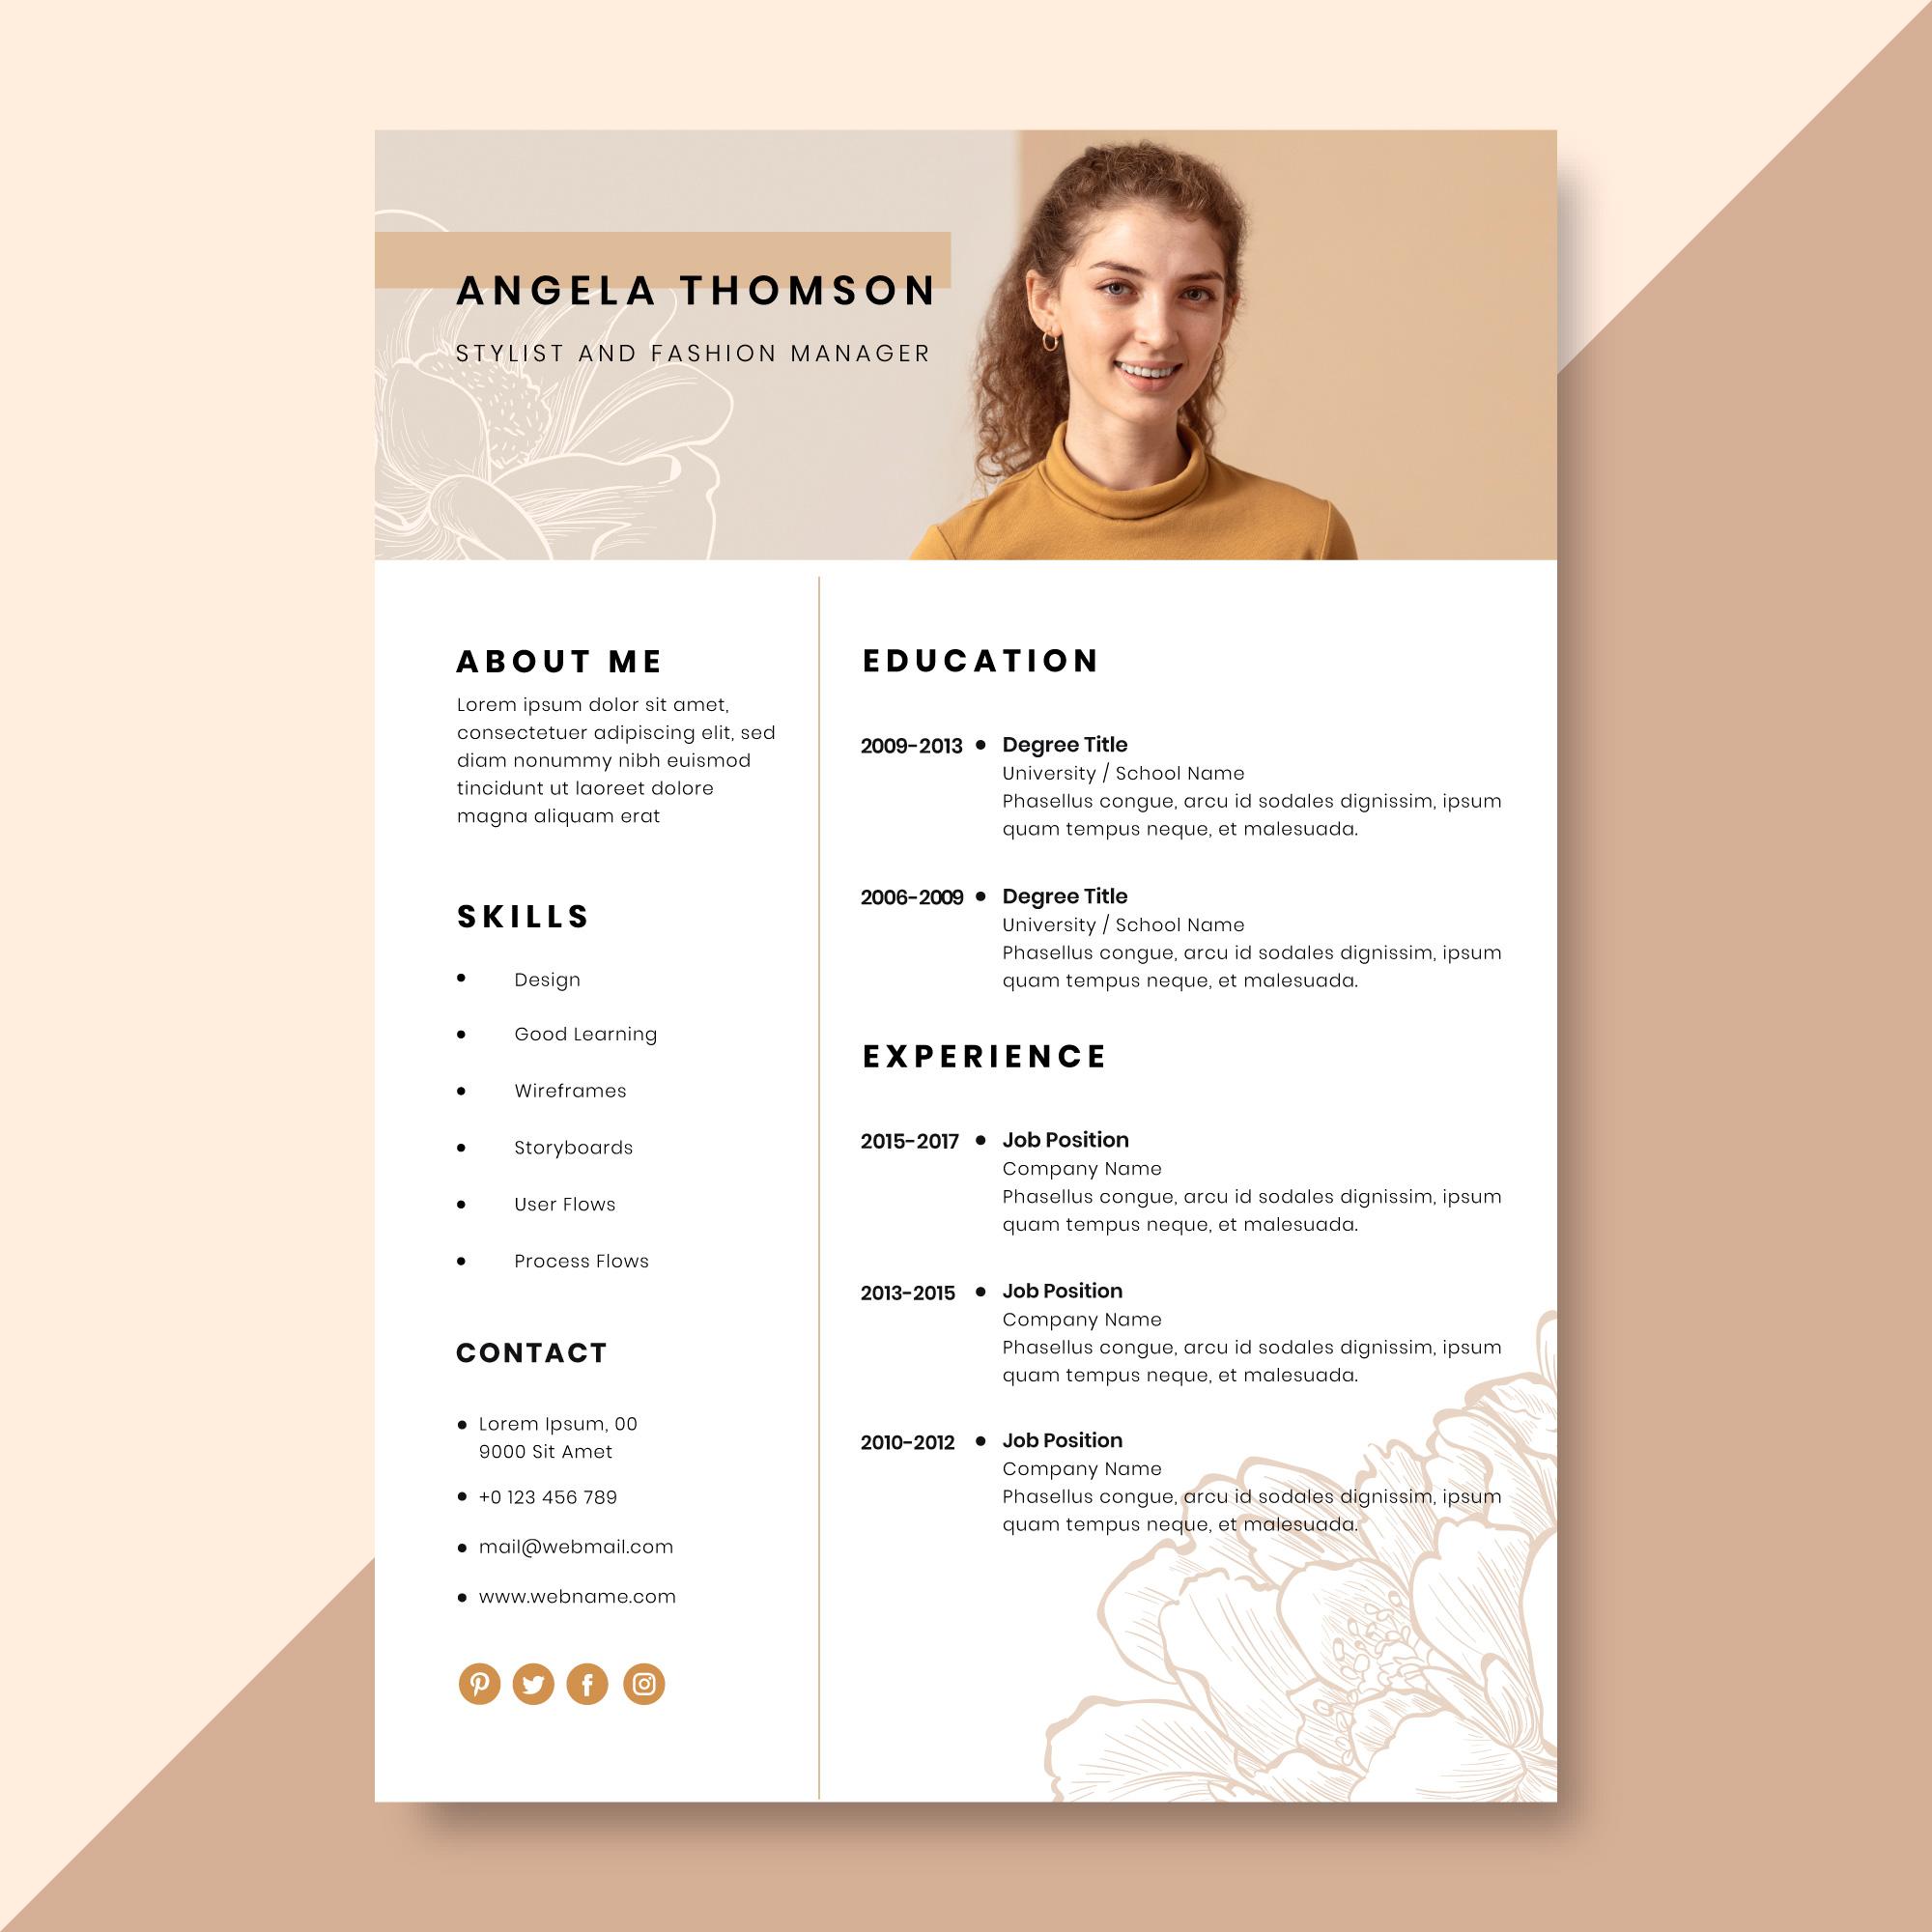 ANGELA THOMSON
STYLIST AND FASHION MANAGER
ABOUT ME
Lorem ipsum dolor sit amet,
consectetuer adipiscing elit, sed
diam nonummy nibh euismod
tincidunt ut laoreet dolore
magna aliquam erat
SKILLS
• Design
• Good Learning
• Wireframes
• Storyboards
• User Flows
• Process Flows
CONTACT
• Lorem Ipsum, 00
9000 Sit Amet
• +0 123 456 789
• mail@webmail.com
• www.webname.com
EDUCATION
2009-2013 • Degree Title
University / School Name
Phasellus congue, arcu id sodales dignissim, ipsum
quam tempus neque, et malesuada.
2006-2009 • Degree Title
University / School Name
Phasellus congue, arcu id sodales dignissim, ipsum
quam tempus neque, et malesuada.
EXPERIENCE
2015-2017 • Job Position
Company Name
Phasellus congue, arcu id sodales dignissim, ipsum
quam tempus neque, et malesuada.
2013-2015 • Job Position
Company Name
Phasellus congue, arcu id sodales dignissim, ipsum
quam tempus neque, et malesuada.
2010-2012 • Job Position
Company Name
Phasellus congue, arcu id sodales dignissim, ipsum
quam tempus neque, et malesuada.